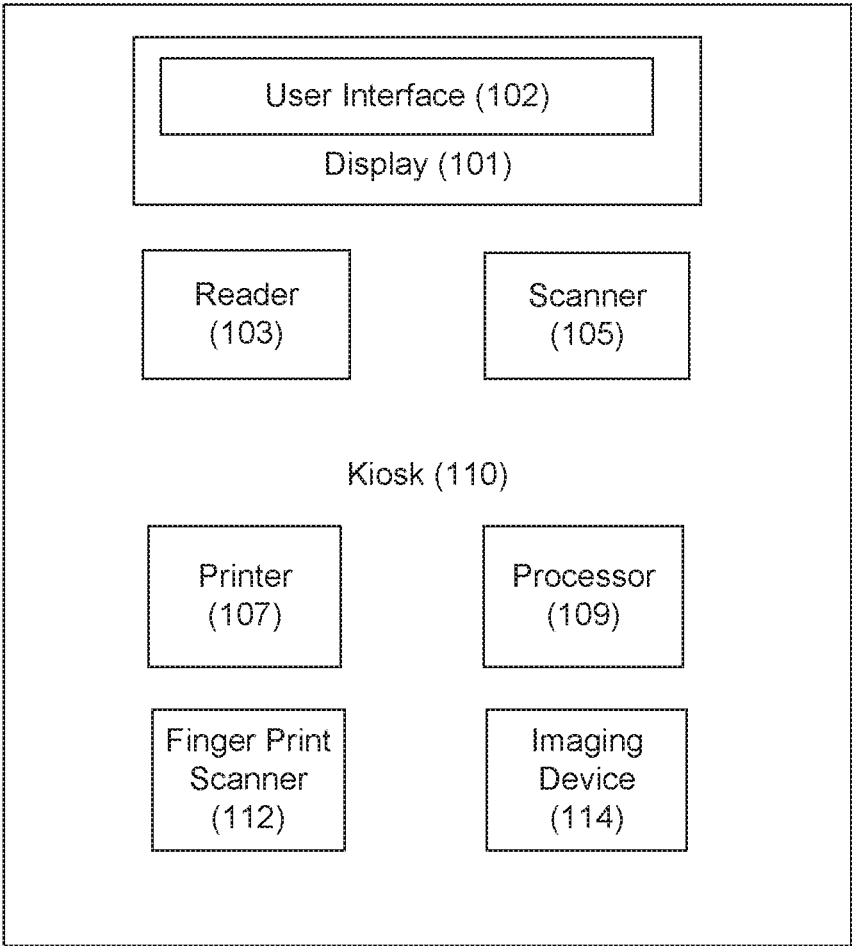 User Interface (102)
Display (101)
Reader
(103)
Scanner
(105)
Kiosk (110)
Printer
(107)
Processor
(109)
Finger Print
Scanner
(112)
Imaging
Device
(114)